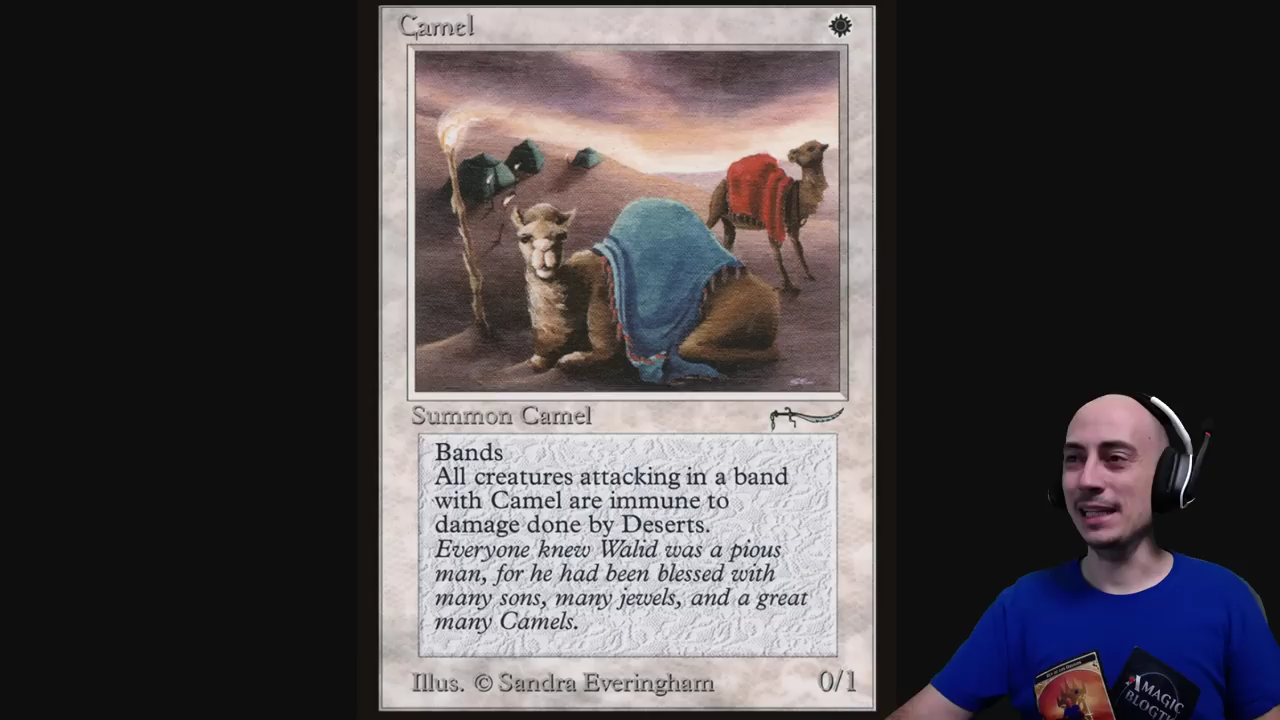 Camel
Summon Camel
Bands
All creatures attacking in a band
with Camel are immune to
damage done by Deserts.
Everyone knew Walid was a pious
man, for he had been blessed with
many sons, many jewels, and a great
many Camels.
Illus. © Sandra Everingham
0/1
MAGIC